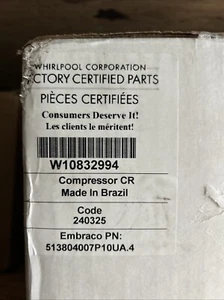 WHIRLPOOL CORPORATION
CTORY CERTIFIED PARTS
PIÈCES CERTIFIÉES
Consumers Deserve It!
Les clients le méritent!
W10832994
Compressor CR
Made In Brazil
Code
240325
Embraco PN:
513804007P10UA.4